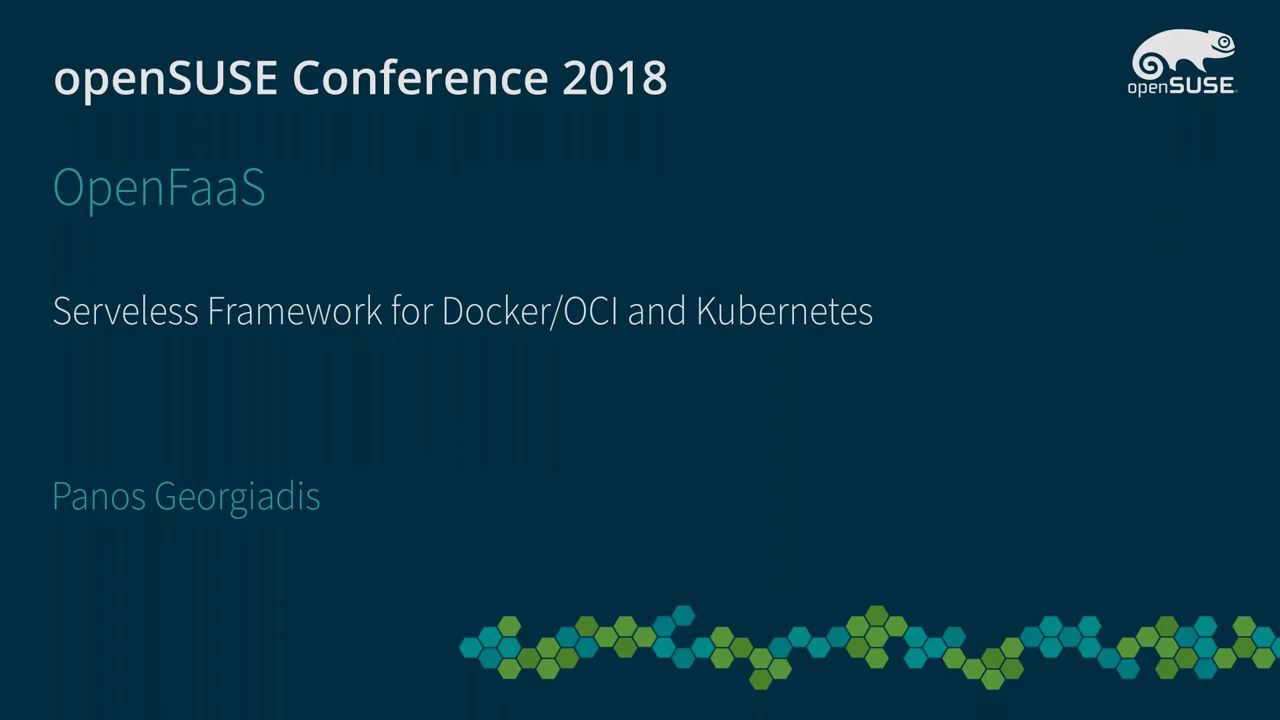 openSUSE Conference 2018
openSUSE
OpenFaaS
Serveless Framework for Docker/OCI and Kubernetes
Panos Georgiadis